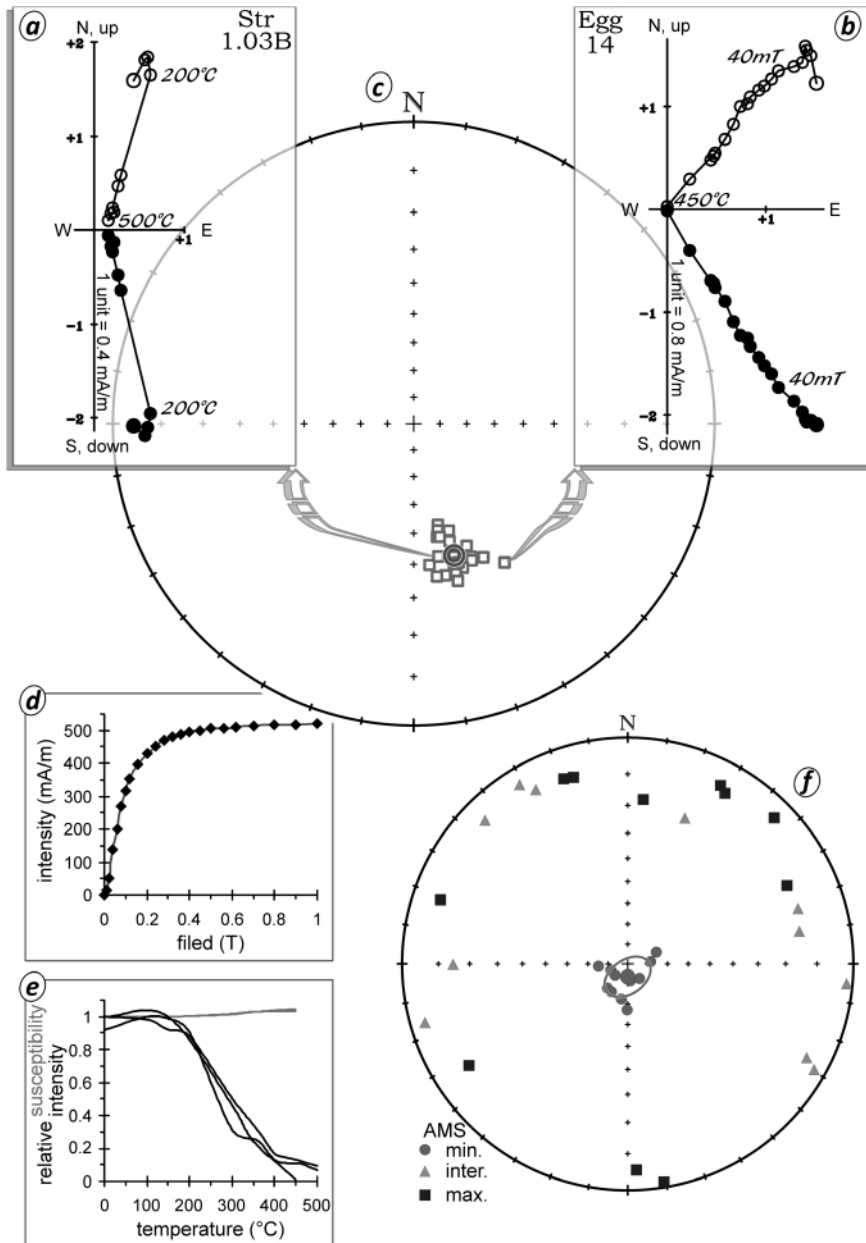 a
N, up
Str
1.03B
+2
200°C
+1
500°C
W
E
+1
1 unit = 0.4 mA/m
-1
200°C
-2
S, down
c
N
b
N, up
Egg
14
40mT
+1
450°C
W
E
+1
1 unit = 0.8 mA/m
-1
40mT
-2
S, down
d
intensity (mA/m)
500
400
300
200
100
0
0 0.2 0.4 0.6 0.8 1
filed (T)
e
susceptibility
relative intensity
1
0.8
0.6
0.4
0.2
0
0 100 200 300 400 500
temperature (°C)
f
N
AMS
min.
inter.
max.